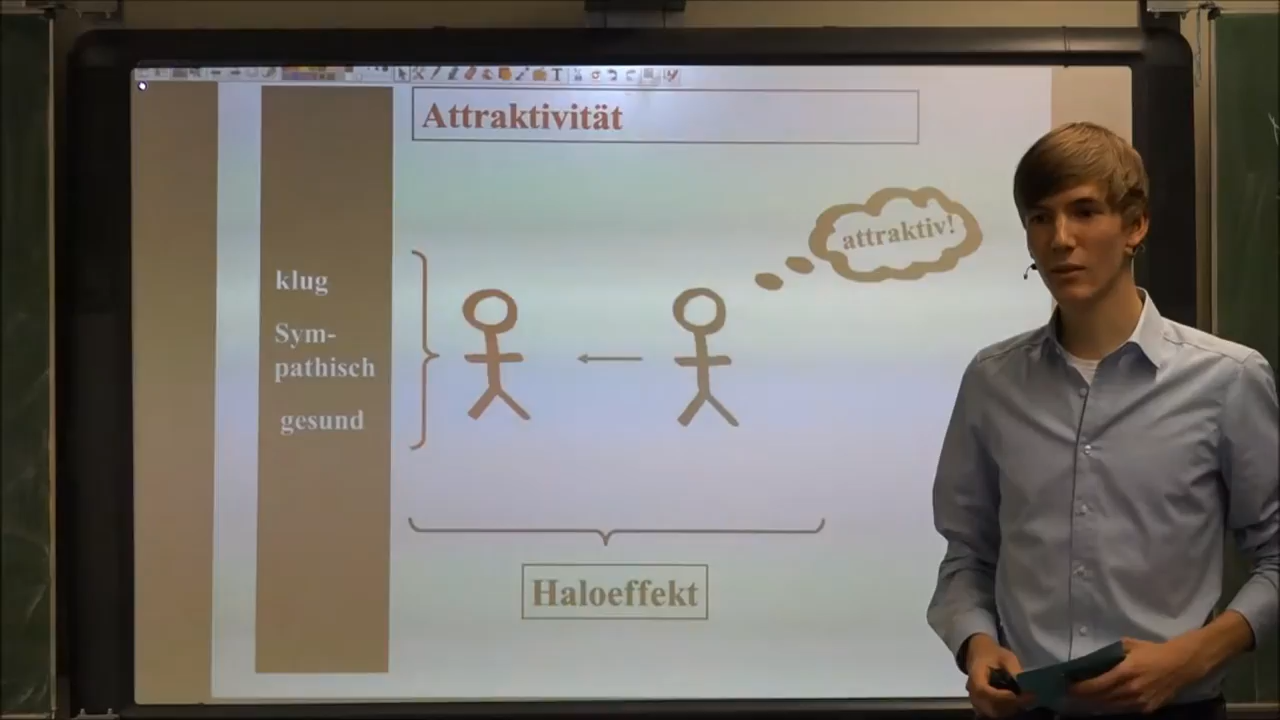 Attraktivität
attraktiv!
klug
Sym-
pathisch
gesund
Haloeffekt